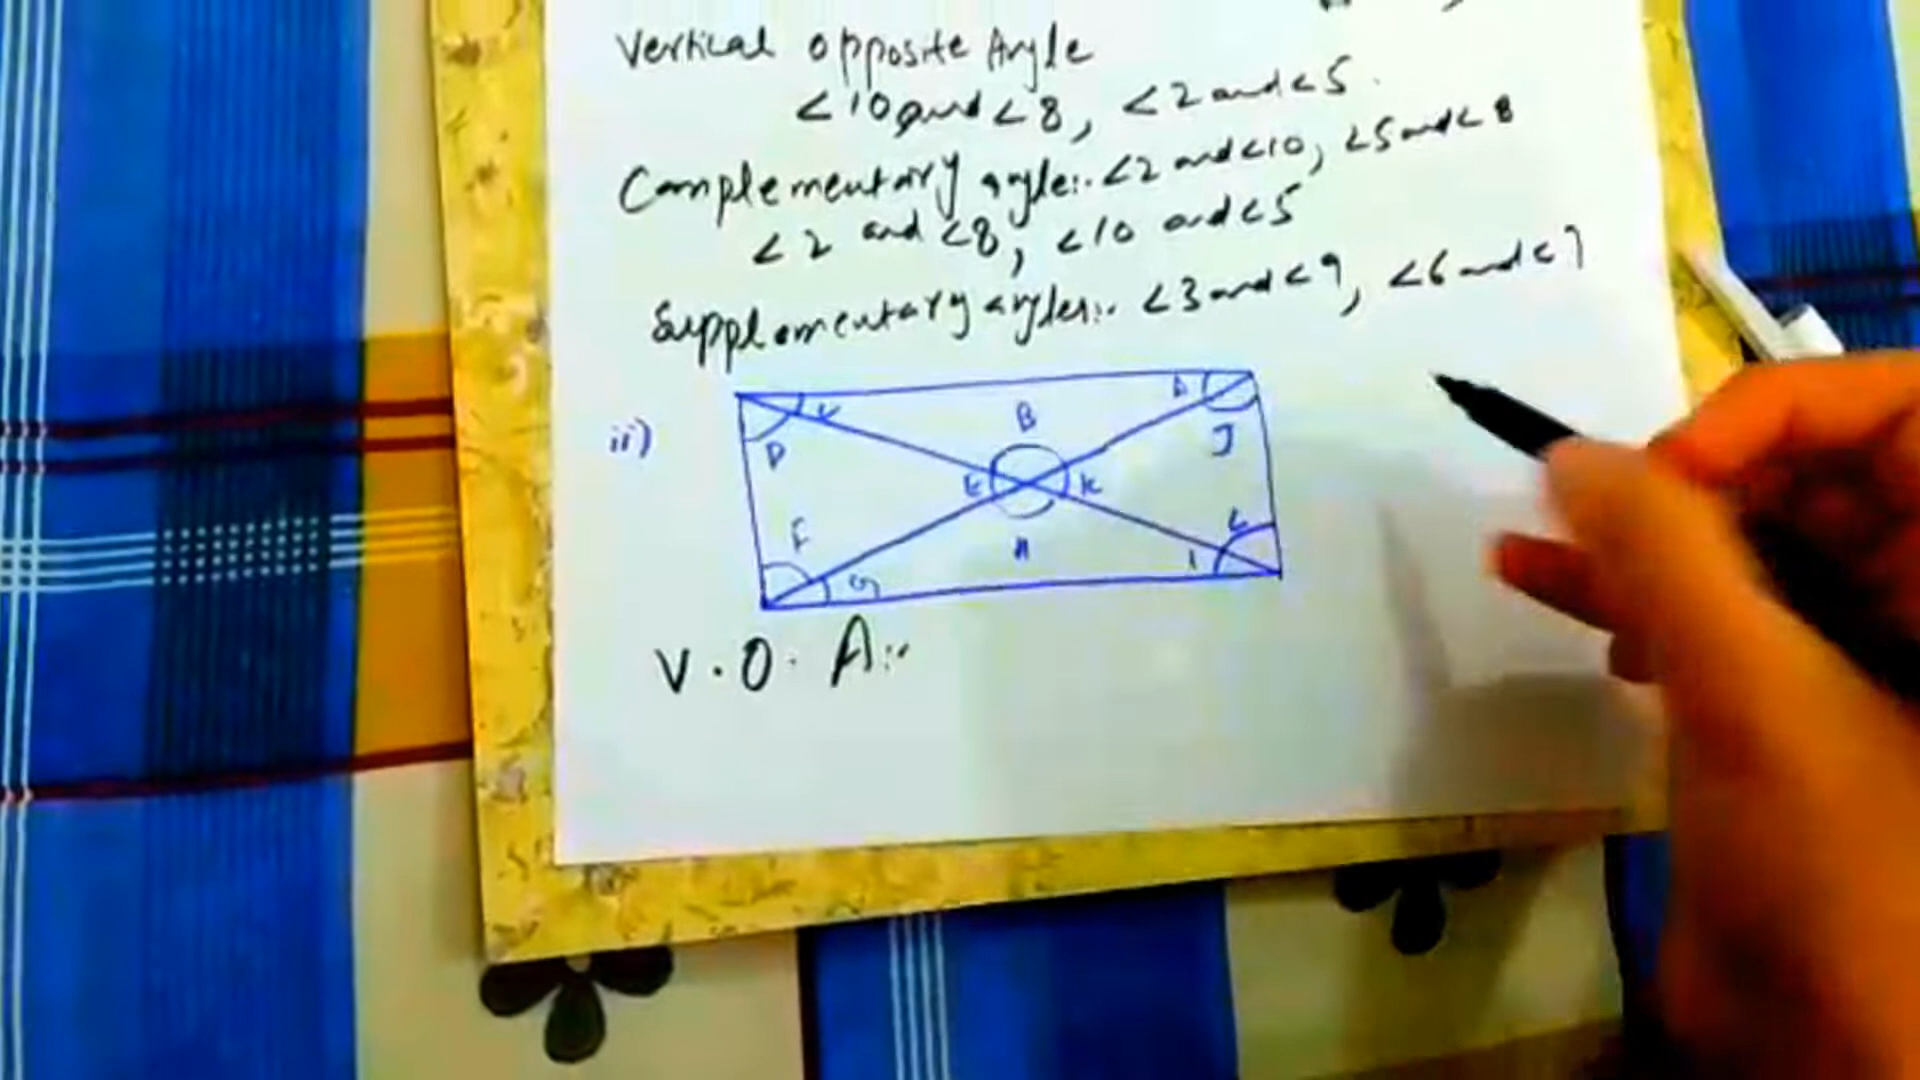 Vertical opposite Angle
<10 and <8, <2 and <5.
Complementary angle:- <2 and <10, <5 and <8
<2 and <8, <10 and <5
Supplementary angles:- <3 and <9, <6 and <7
ii)
B
D
J
E
K
F
L
G
V.O.A:-